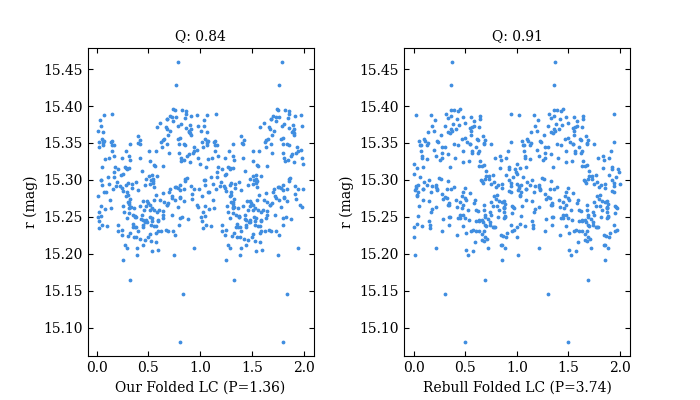 Q: 0.84
15.45
15.40
15.35
15.30
15.25
15.20
15.15
15.10
r (mag)
0.0 0.5 1.0 1.5 2.0
Our Folded LC (P=1.36)
Q: 0.91
15.45
15.40
15.35
15.30
15.25
15.20
15.15
15.10
r (mag)
0.0 0.5 1.0 1.5 2.0
Rebull Folded LC (P=3.74)